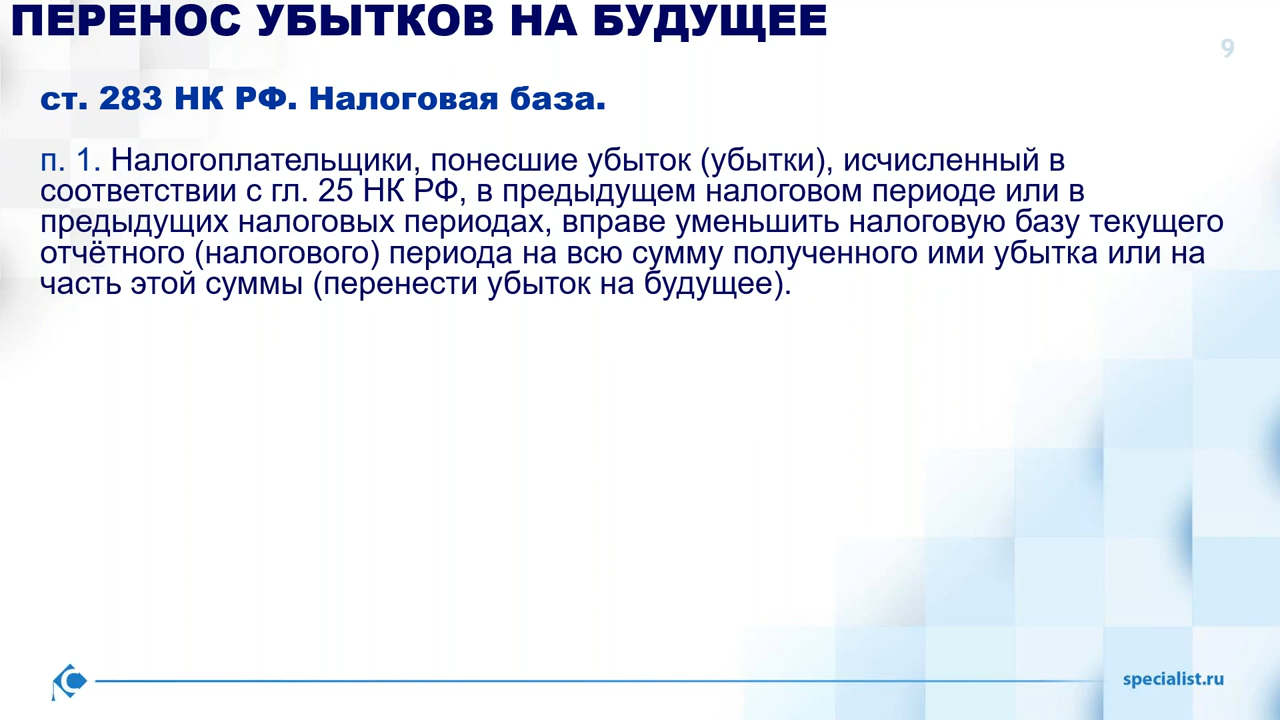 ПЕРЕНОС УБЫТКОВ НА БУДУЩЕЕ
9
ст. 283 НК РФ. Налоговая база.
п. 1. Налогоплательщики, понесшие убыток (убытки), исчисленный в
соответствии с гл. 25 НК РФ, в предыдущем налоговом периоде или в
предыдущих налоговых периодах, вправе уменьшить налоговую базу текущего
отчётного (налогового) периода на всю сумму полученного ими убытка или на
часть этой суммы (перенести убыток на будущее).
specialist.ru